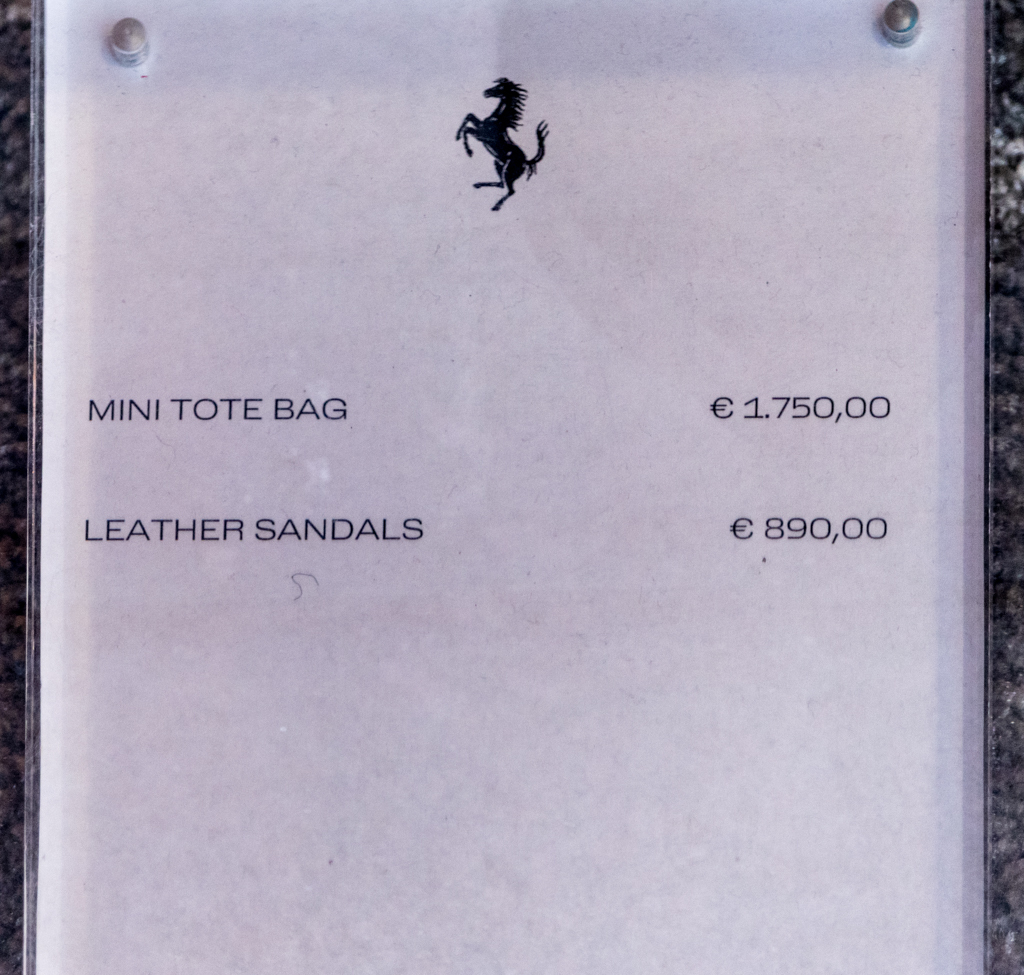 MINI TOTE BAG € 1.750,00
LEATHER SANDALS € 890,00